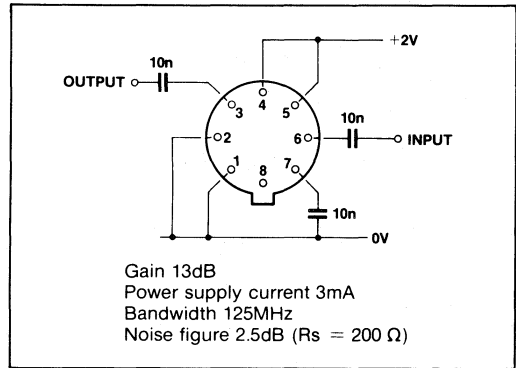 +2V
10n
OUTPUT
4
3
5
10n
2
6
INPUT
1
7
8
10n
0V
Gain 13dB
Power supply current 3mA
Bandwidth 125MHz
Noise figure 2.5dB (Rs = 200 Ω)